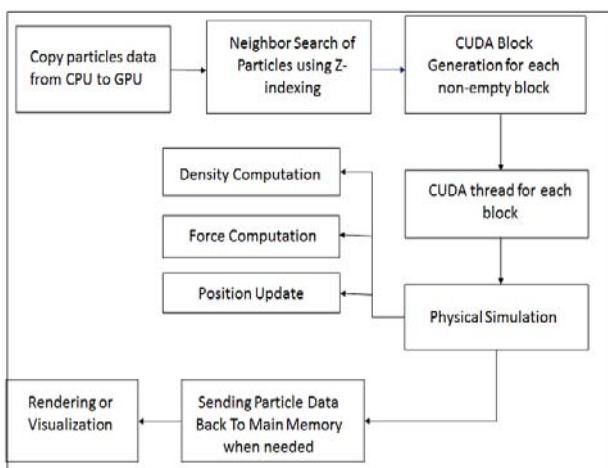 Copy particles data
from CPU to GPU
Neighbor Search of
Particles using Z-
indexing
CUDA Block
Generation for each
non-empty block
Density Computation
CUDA thread for each
block
Force Computation
Position Update
Physical Simulation
Rendering or
Visualization
Sending Particle Data
Back To Main Memory
when needed